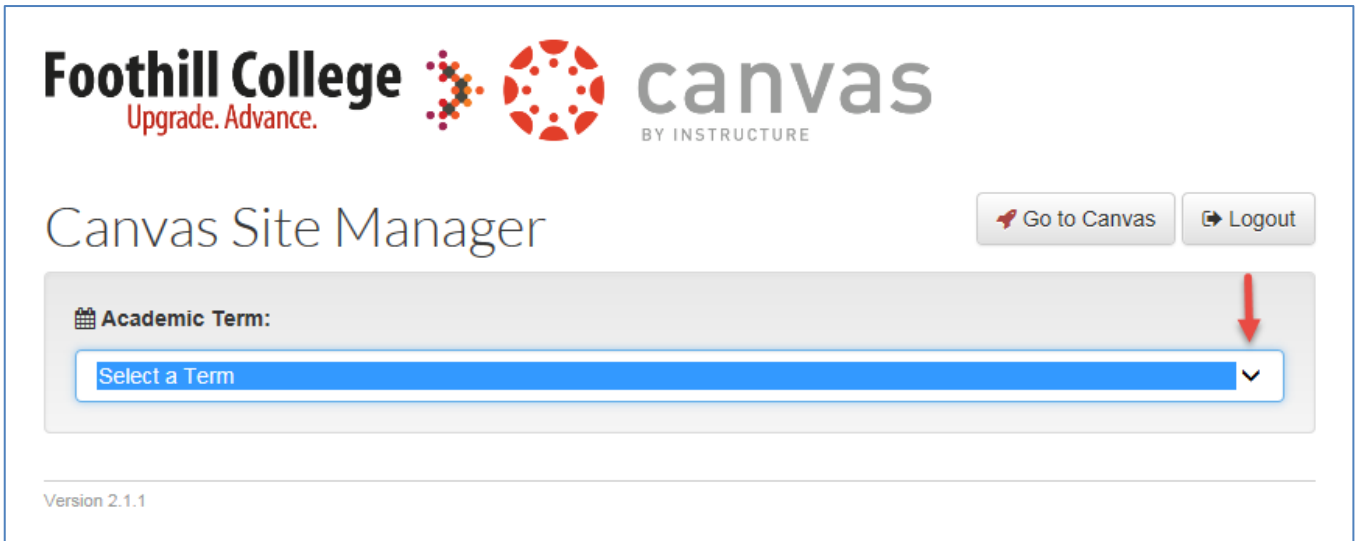 Foothill College
Upgrade. Advance.
canvas
BY INSTRUCTURE
Canvas Site Manager
Go to Canvas
Logout
Academic Term:
Select a Term
Version 2.1.1